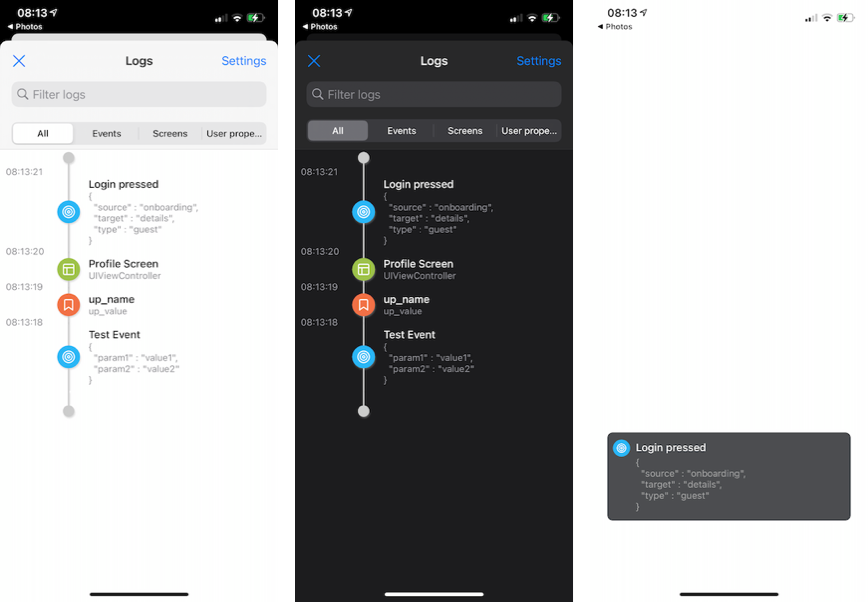 08:13
Photos
Logs
Settings
Filter logs
All
Events
Screens
User prope...
08:13:21
Login pressed
{
"source" : "onboarding",
"target" : "details",
"type" : "guest"
}
08:13:20
Profile Screen
UIViewController
08:13:19
up_name
up_value
08:13:18
Test Event
{
"param1" : "value1",
"param2" : "value2"
}
08:13
Photos
Logs
Settings
Filter logs
All
Events
Screens
User prope...
08:13:21
Login pressed
{
"source" : "onboarding",
"target" : "details",
"type" : "guest"
}
08:13:20
Profile Screen
UIViewController
08:13:19
up_name
up_value
08:13:18
Test Event
{
"param1" : "value1",
"param2" : "value2"
}
08:13
Photos
Login pressed
{
"source" : "onboarding",
"target" : "details",
"type" : "guest"
}